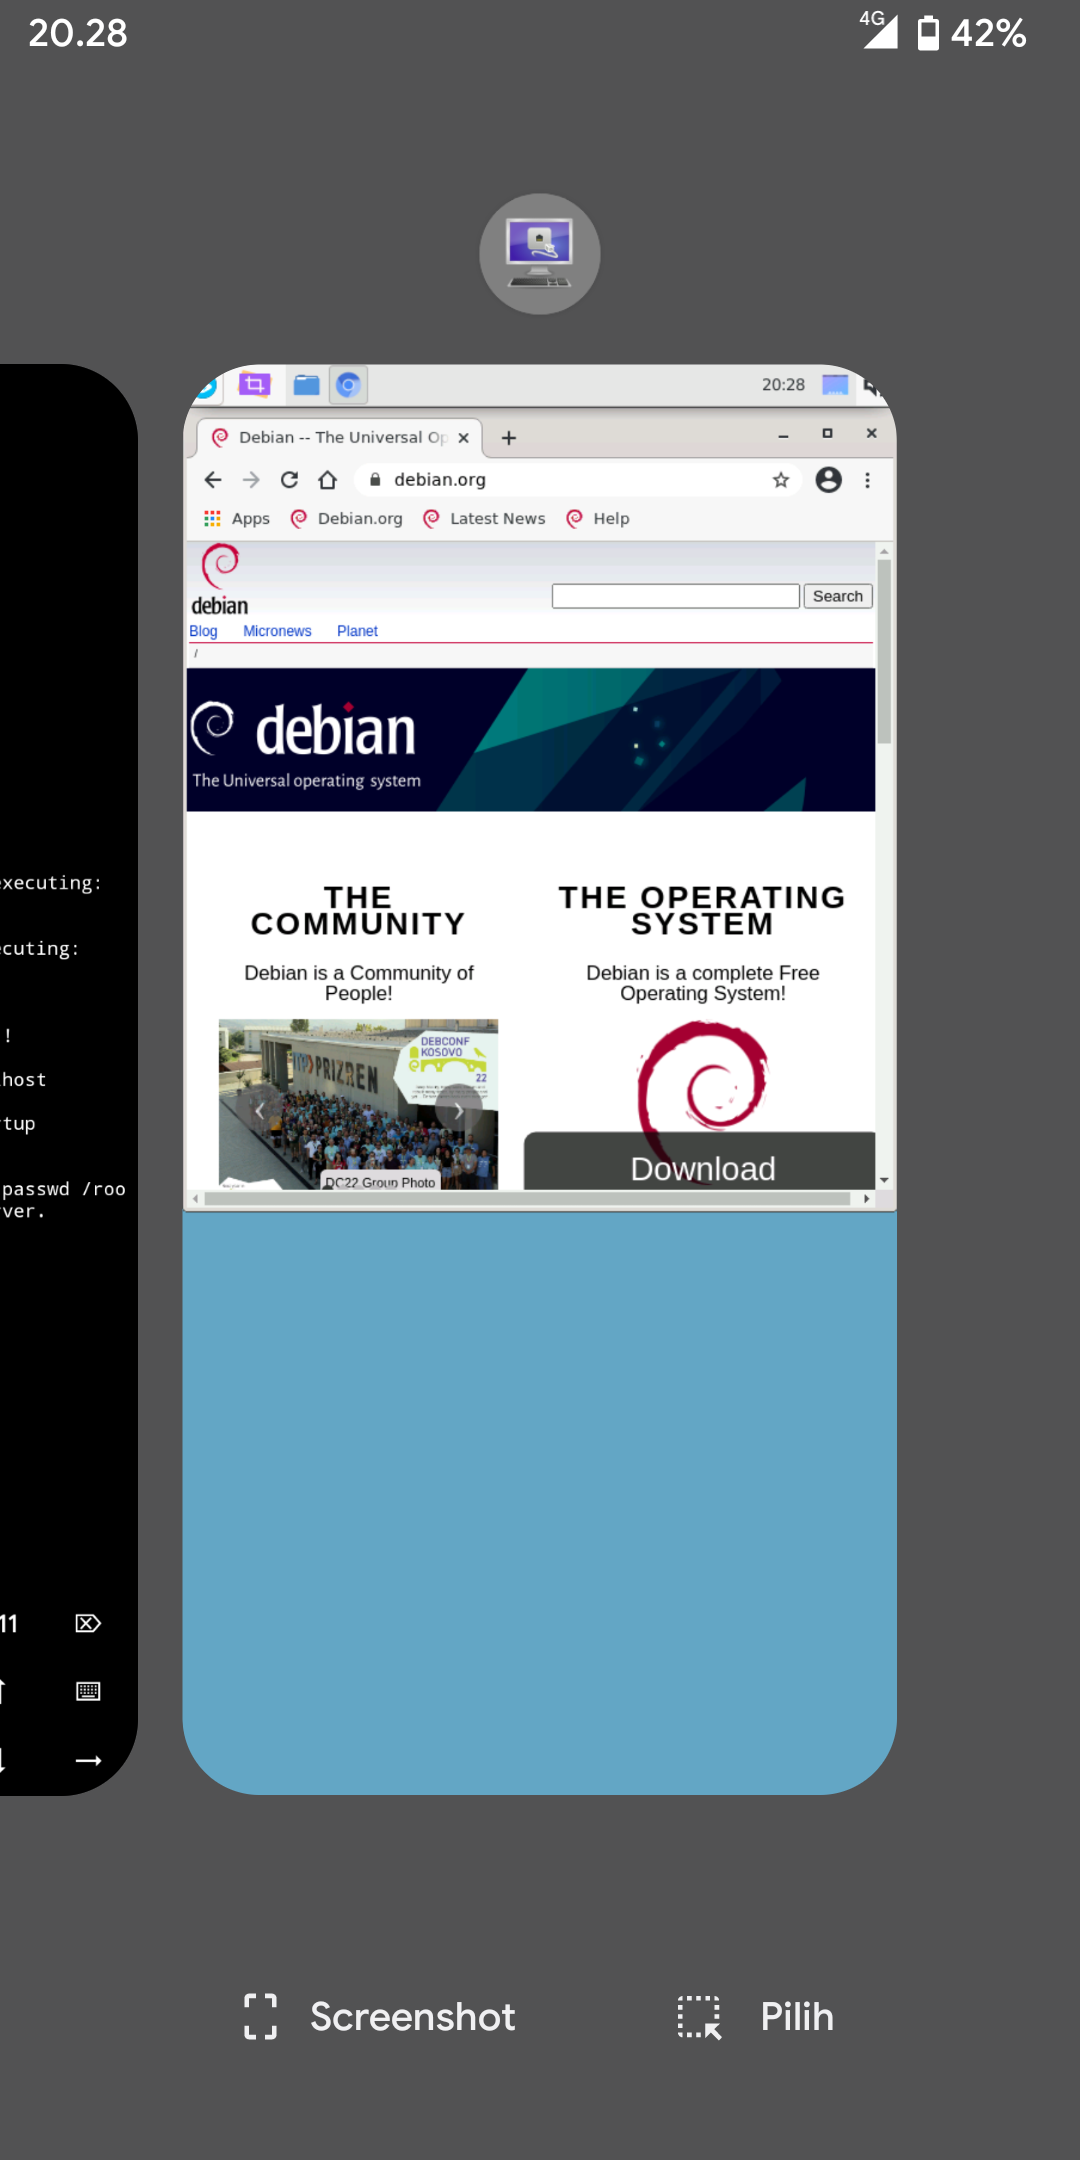 20.28
4G
42%
20:28
Debian -- The Universal Op
debian.org
Apps
Debian.org
Latest News
Help
debian
Search
Blog
Micronews
Planet
/
debian
The Universal operating system
THE COMMUNITY
THE OPERATING SYSTEM
Debian is a Community of People!
Debian is a complete Free Operating System!
PRIZREN
DEBCONF
KOSOVO
22
DC22 Group Photo
Download
executing:
ecuting:
!
host
tup
passwd /roo
ver.
11
Screenshot
Pilih